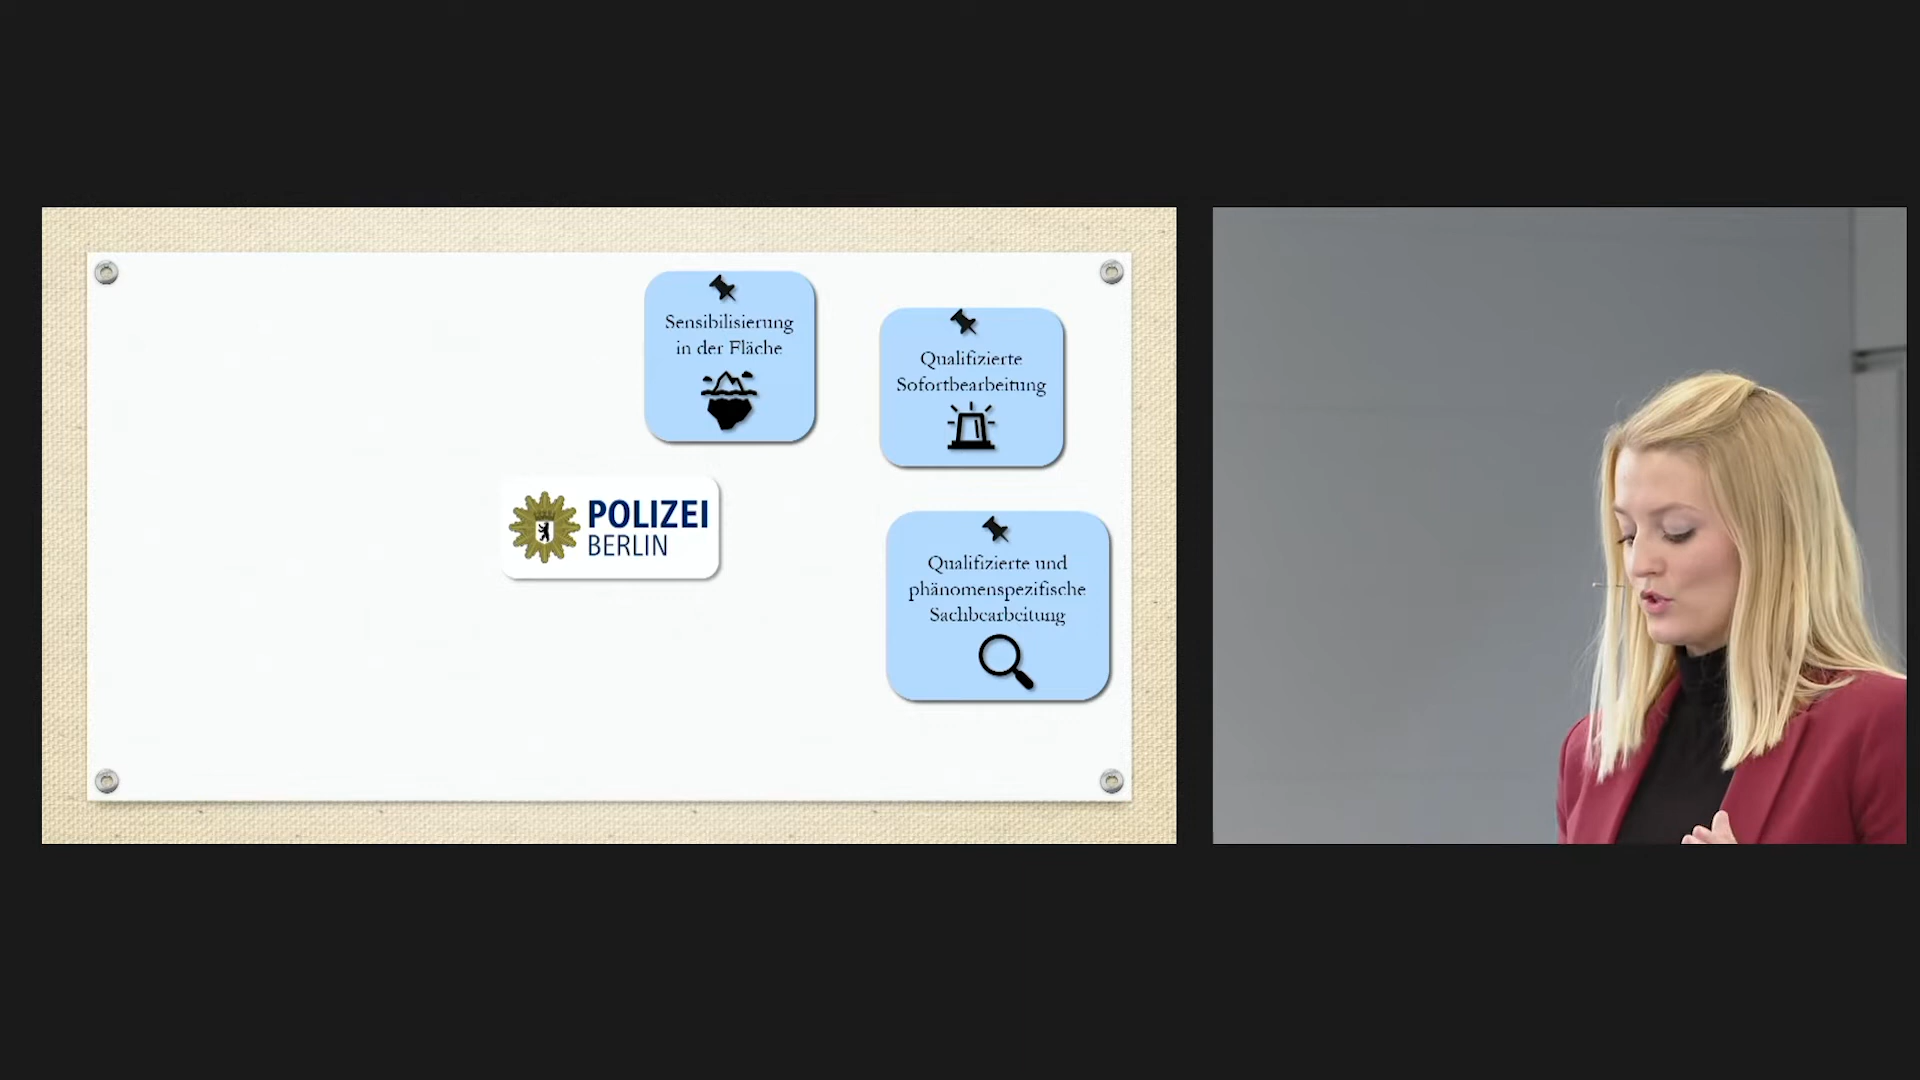 Sensibilisierung
in der Fläche
Qualifizierte
Sofortbearbeitung
POLIZEI
BERLIN
Qualifizierte und
phänomenspezifische
Sachbearbeitung